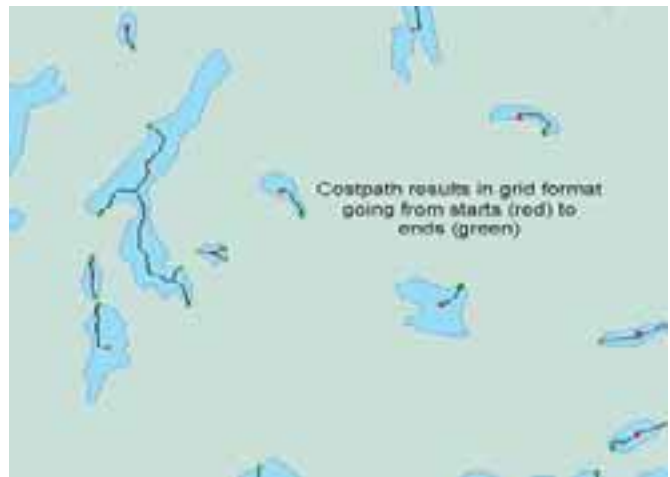 Costpath results in grid format
going from starts (red) to
ends (green)